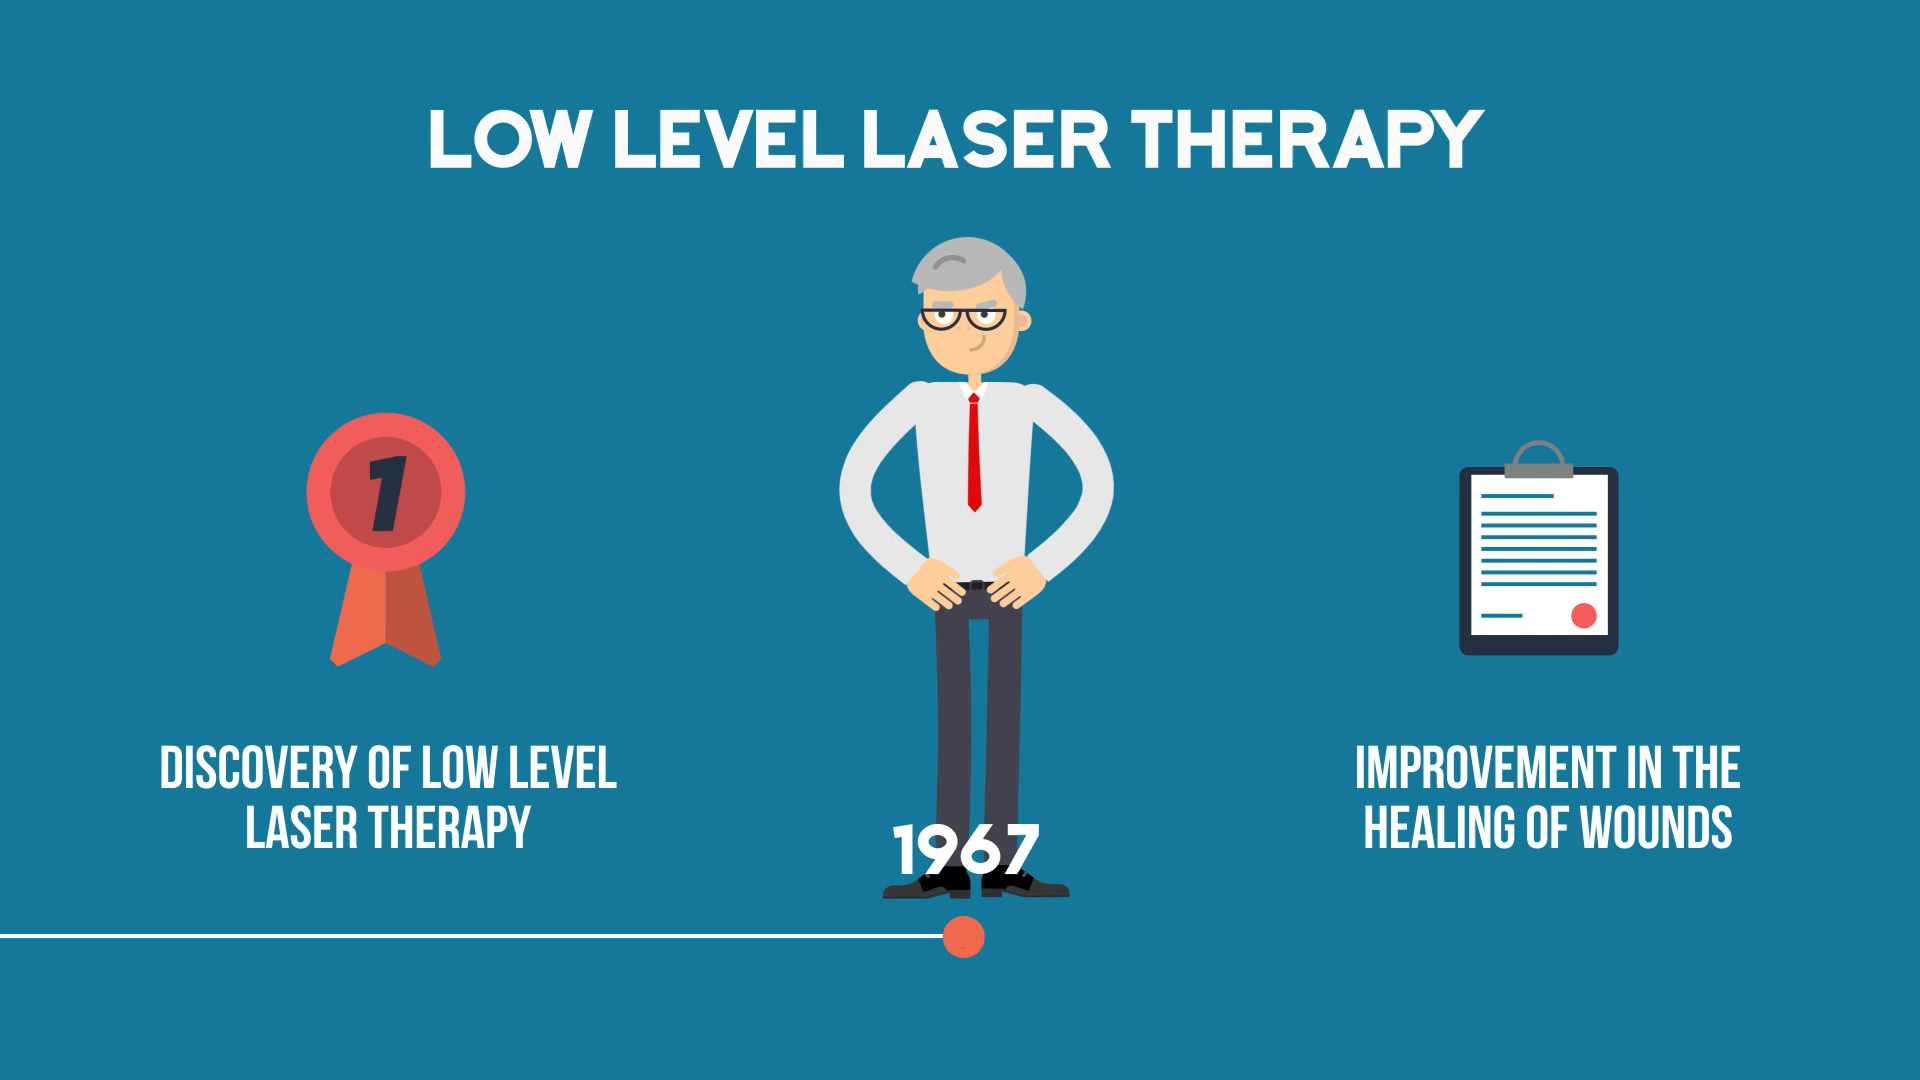 LOW LEVEL LASER THERAPY
1
DISCOVERY OF LOW LEVEL
LASER THERAPY
1967
IMPROVEMENT IN THE
HEALING OF WOUNDS